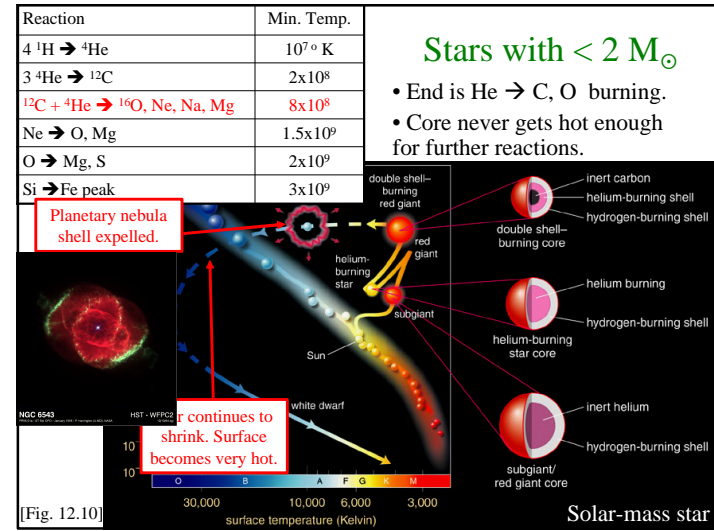 Reaction Min. Temp.
4 ¹H ➔ ⁴He 10⁷ ° K
3 ⁴He ➔ ¹²C 2x10⁸
¹²C + ⁴He ➔ ¹⁶O, Ne, Na, Mg 8x10⁸
Ne ➔ O, Mg 1.5x10⁹
O ➔ Mg, S 2x10⁹
Si ➔Fe peak 3x10⁹
Stars with < 2 M☉
• End is He → C, O burning.
• Core never gets hot enough
for further reactions.
Planetary nebula
shell expelled.
double shell–
burning
red giant
red
giant
helium-
burning
star
subgiant
Sun
white dwarf
inert carbon
helium-burning shell
hydrogen-burning shell
double shell–
burning core
helium burning
hydrogen-burning shell
helium-burning
star core
inert helium
hydrogen-burning shell
subgiant/
red giant core
NGC 6543
HST • WFPC2
r continues to
shrink. Surface
becomes very hot.
10⁻
10⁻
O B A F G K M
30,000 10,000 6,000 3,000
surface temperature (Kelvin)
[Fig. 12.10]
Solar-mass star